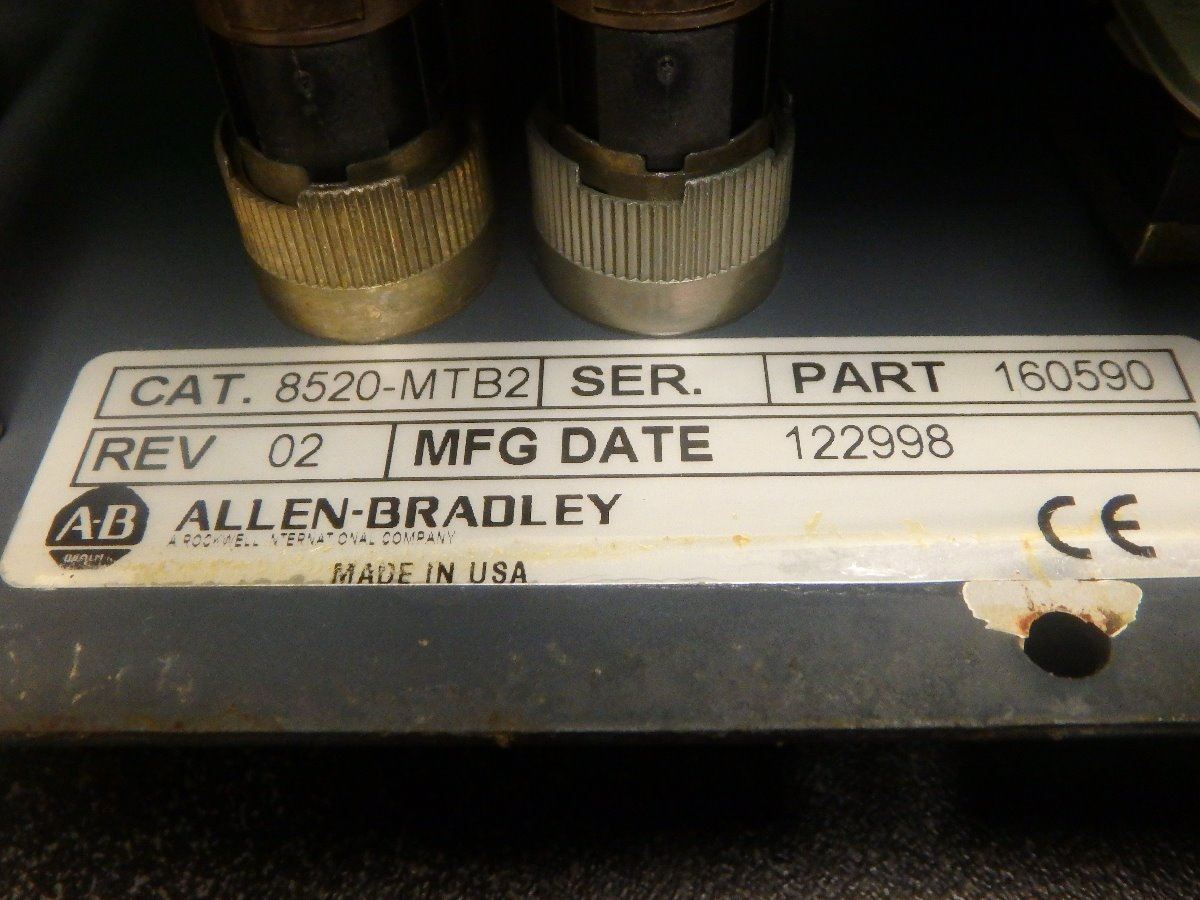 CAT. 8520-MTB2 SER. PART 160590
REV 02 MFG DATE 122998
A-B ALLEN-BRADLEY CE
A ROCKWELL INTERNATIONAL COMPANY
MADE IN USA